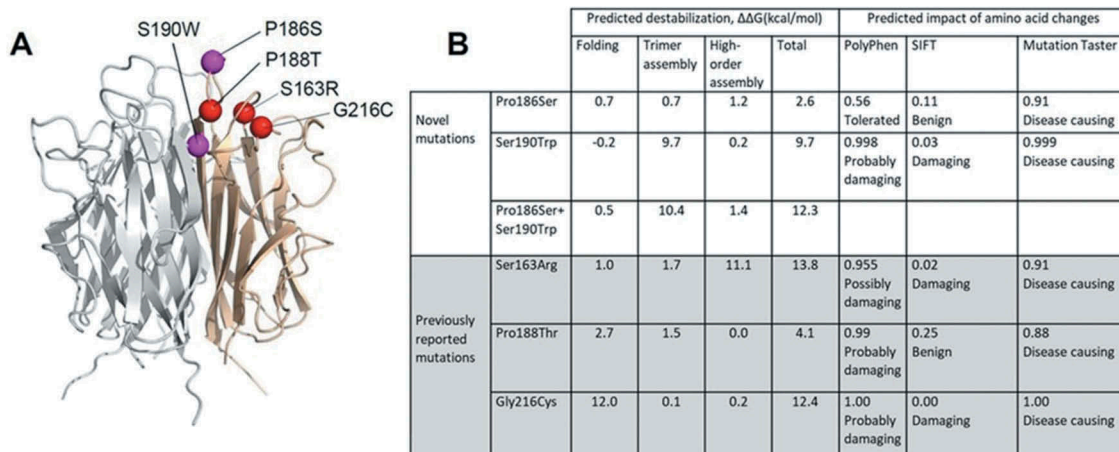 A
S190W
P186S
P188T
S163R
G216C
B
Predicted destabilization, ΔΔG(kcal/mol)
Predicted impact of amino acid changes
Folding
Trimer
assembly
High-
order
assembly
Total
PolyPhen
SIFT
Mutation Taster
Novel
mutations
Pro186Ser
0.7
0.7
1.2
2.6
0.56
Tolerated
0.11
Benign
0.91
Disease causing
Ser190Trp
-0.2
9.7
0.2
9.7
0.998
Probably
damaging
0.03
Damaging
0.999
Disease causing
Pro186Ser+
Ser190Trp
0.5
10.4
1.4
12.3
Previously
reported
mutations
Ser163Arg
1.0
1.7
11.1
13.8
0.955
Possibly
damaging
0.02
Damaging
0.91
Disease causing
Pro188Thr
2.7
1.5
0.0
4.1
0.99
Probably
damaging
0.25
Benign
0.88
Disease causing
Gly216Cys
12.0
0.1
0.2
12.4
1.00
Probably
damaging
0.00
Damaging
1.00
Disease causing